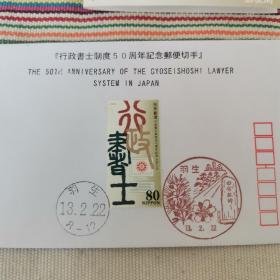 『行政書士制度50周年記念郵便切手』
THE 50th ANNIVERSARY OF THE GYOSEISHOSHI LAWYER
SYSTEM IN JAPAN
行政
書士
80
NIPPON
羽生
13.2.22
8-12
羽生
13.2.22